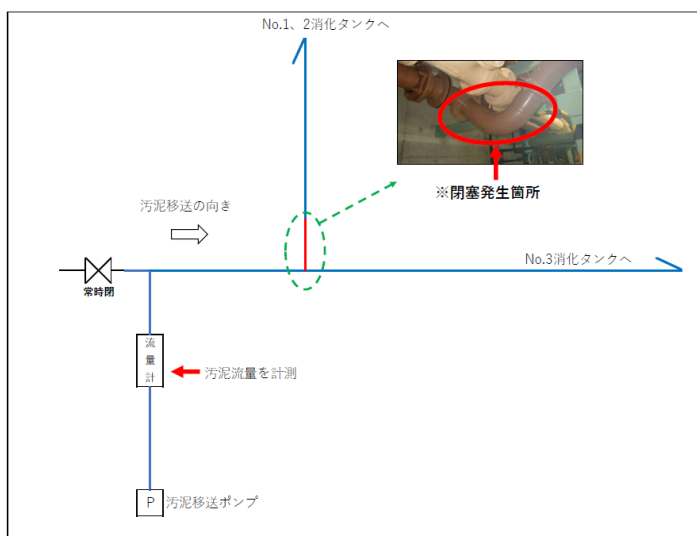 No.1、2消化タンクへ
※閉塞発生箇所
汚泥移送の向き
No.3消化タンクへ
常時閉
流量計
汚泥流量を計測
P
汚泥移送ポンプ